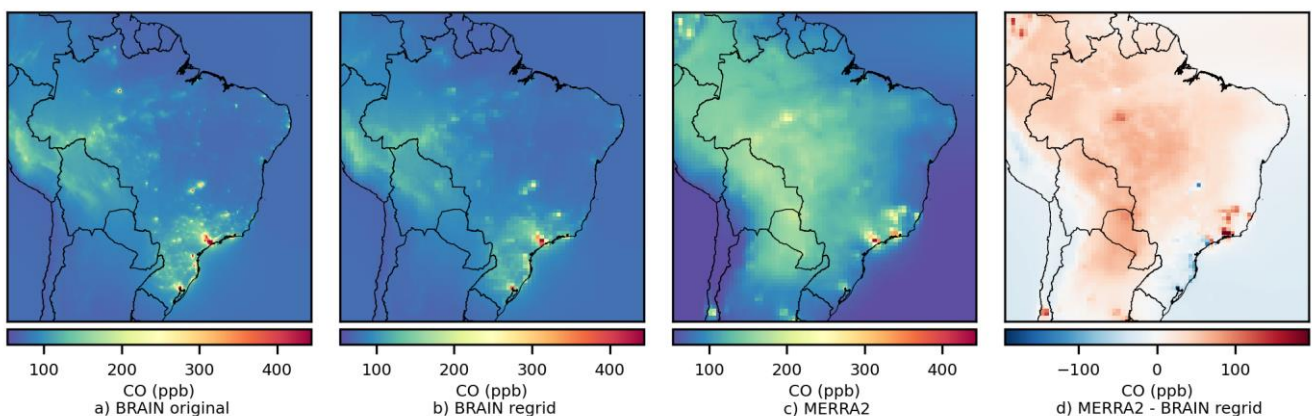 100 200 300 400
CO (ppb)
a) BRAIN original
100 200 300 400
CO (ppb)
b) BRAIN regrid
100 200 300 400
CO (ppb)
c) MERRA2
−100 0 100
CO (ppb)
d) MERRA2 - BRAIN regrid